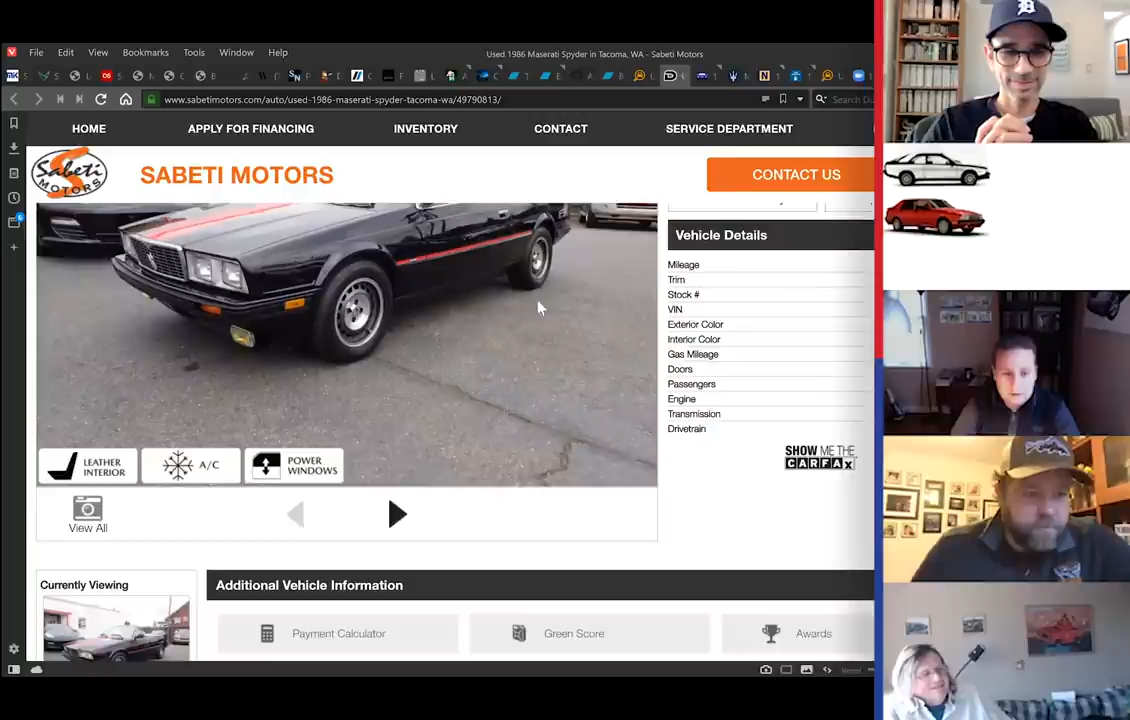 File Edit View Bookmarks Tools Window Help
Used 1986 Maserati Spyder in Tacoma, WA - Sabeti Motors
www.sabetimotors.com/auto/used-1986-maserati-spyder-tacoma-wa/49790813/
HOME APPLY FOR FINANCING INVENTORY CONTACT SERVICE DEPARTMENT
Sabeti MOTORS
SABETI MOTORS
CONTACT US
Vehicle Details
Mileage
Trim
Stock #
VIN
Exterior Color
Interior Color
Gas Mileage
Doors
Passengers
Engine
Transmission
Drivetrain
SHOW ME THE
CARFAX
LEATHER
INTERIOR
A/C
POWER
WINDOWS
View All
Currently Viewing
Additional Vehicle Information
Payment Calculator
Green Score
Awards